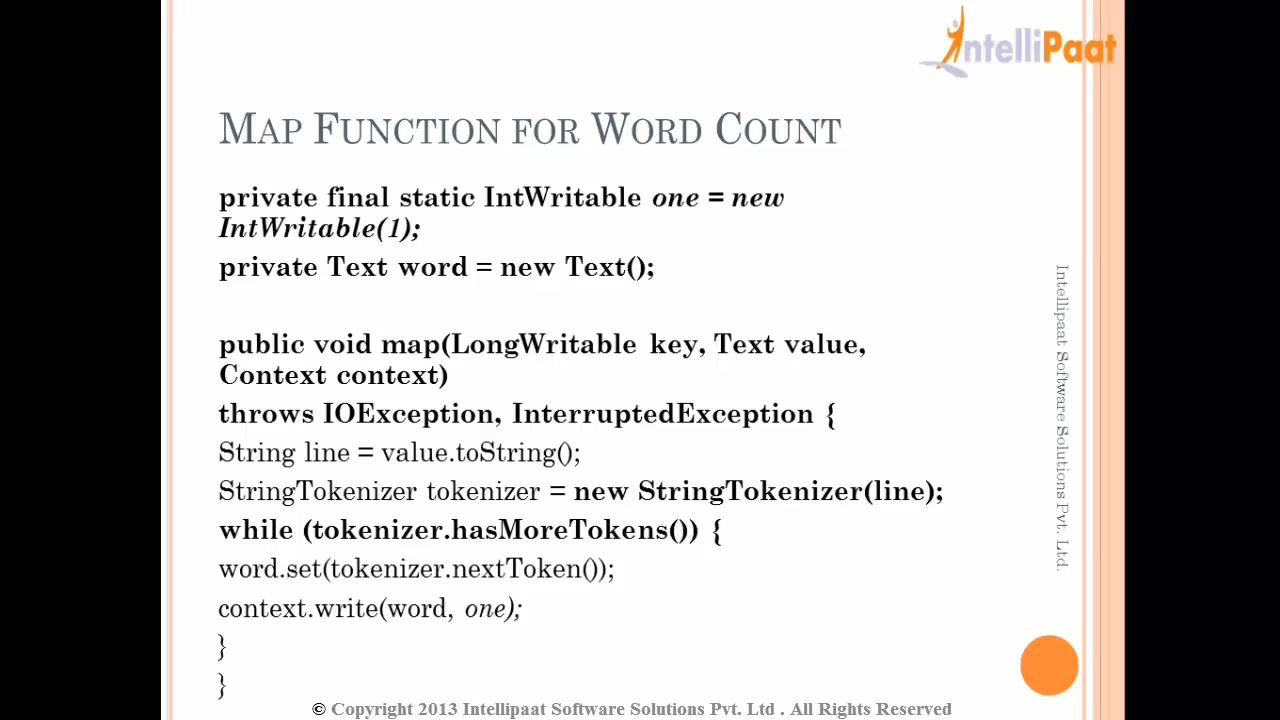 IntelliPaat
MAP FUNCTION FOR WORD COUNT
private final static IntWritable one = new
IntWritable(1);
private Text word = new Text();
public void map(LongWritable key, Text value,
Context context)
throws IOException, InterruptedException {
String line = value.toString();
StringTokenizer tokenizer = new StringTokenizer(line);
while (tokenizer.hasMoreTokens()) {
word.set(tokenizer.nextToken());
context.write(word, one);
}
}
Intellipaat Software Solutions Pvt. Ltd.
© Copyright 2013 Intellipaat Software Solutions Pvt. Ltd . All Rights Reserved